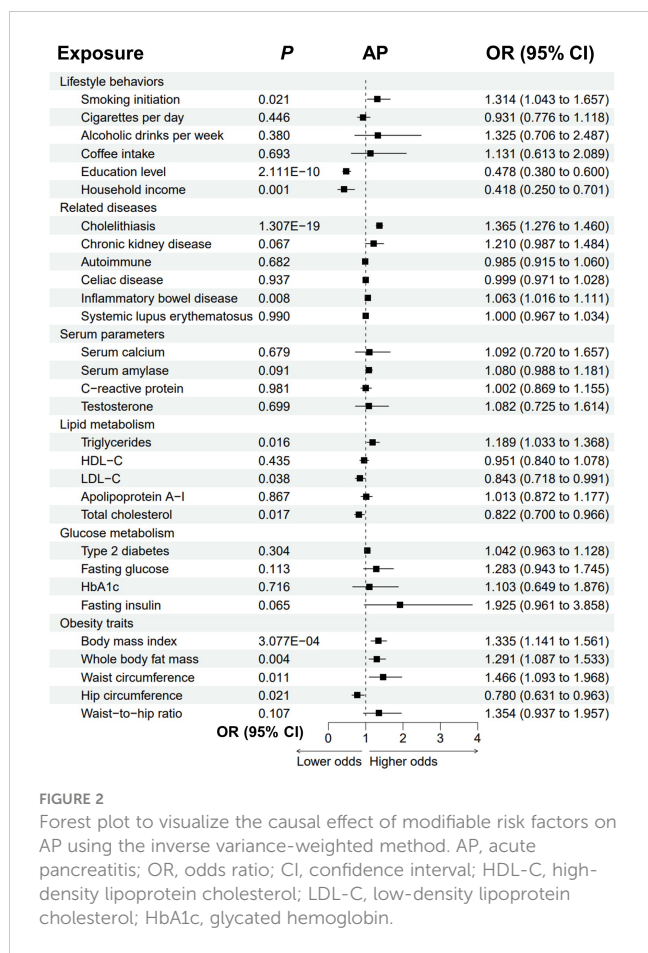 Exposure P AP OR (95% CI)
Lifestyle behaviors
Smoking initiation 0.021 1.314 (1.043 to 1.657)
Cigarettes per day 0.446 0.931 (0.776 to 1.118)
Alcoholic drinks per week 0.380 1.325 (0.706 to 2.487)
Coffee intake 0.693 1.131 (0.613 to 2.089)
Education level 2.111E−10 0.478 (0.380 to 0.600)
Household income 0.001 0.418 (0.250 to 0.701)
Related diseases
Cholelithiasis 1.307E−19 1.365 (1.276 to 1.460)
Chronic kidney disease 0.067 1.210 (0.987 to 1.484)
Autoimmune 0.682 0.985 (0.915 to 1.060)
Celiac disease 0.937 0.999 (0.971 to 1.028)
Inflammatory bowel disease 0.008 1.063 (1.016 to 1.111)
Systemic lupus erythematosus 0.990 1.000 (0.967 to 1.034)
Serum parameters
Serum calcium 0.679 1.092 (0.720 to 1.657)
Serum amylase 0.091 1.080 (0.988 to 1.181)
C−reactive protein 0.981 1.002 (0.869 to 1.155)
Testosterone 0.699 1.082 (0.725 to 1.614)
Lipid metabolism
Triglycerides 0.016 1.189 (1.033 to 1.368)
HDL−C 0.435 0.951 (0.840 to 1.078)
LDL−C 0.038 0.843 (0.718 to 0.991)
Apolipoprotein A−I 0.867 1.013 (0.872 to 1.177)
Total cholesterol 0.017 0.822 (0.700 to 0.966)
Glucose metabolism
Type 2 diabetes 0.304 1.042 (0.963 to 1.128)
Fasting glucose 0.113 1.283 (0.943 to 1.745)
HbA1c 0.716 1.103 (0.649 to 1.876)
Fasting insulin 0.065 1.925 (0.961 to 3.858)
Obesity traits
Body mass index 3.077E−04 1.335 (1.141 to 1.561)
Whole body fat mass 0.004 1.291 (1.087 to 1.533)
Waist circumference 0.011 1.466 (1.093 to 1.968)
Hip circumference 0.021 0.780 (0.631 to 0.963)
Waist−to−hip ratio 0.107 1.354 (0.937 to 1.957)
OR (95% CI) 0 1 2 3 4
Lower odds Higher odds
FIGURE 2
Forest plot to visualize the causal effect of modifiable risk factors on
AP using the inverse variance-weighted method. AP, acute
pancreatitis; OR, odds ratio; CI, confidence interval; HDL-C, high-
density lipoprotein cholesterol; LDL-C, low-density lipoprotein
cholesterol; HbA1c, glycated hemoglobin.